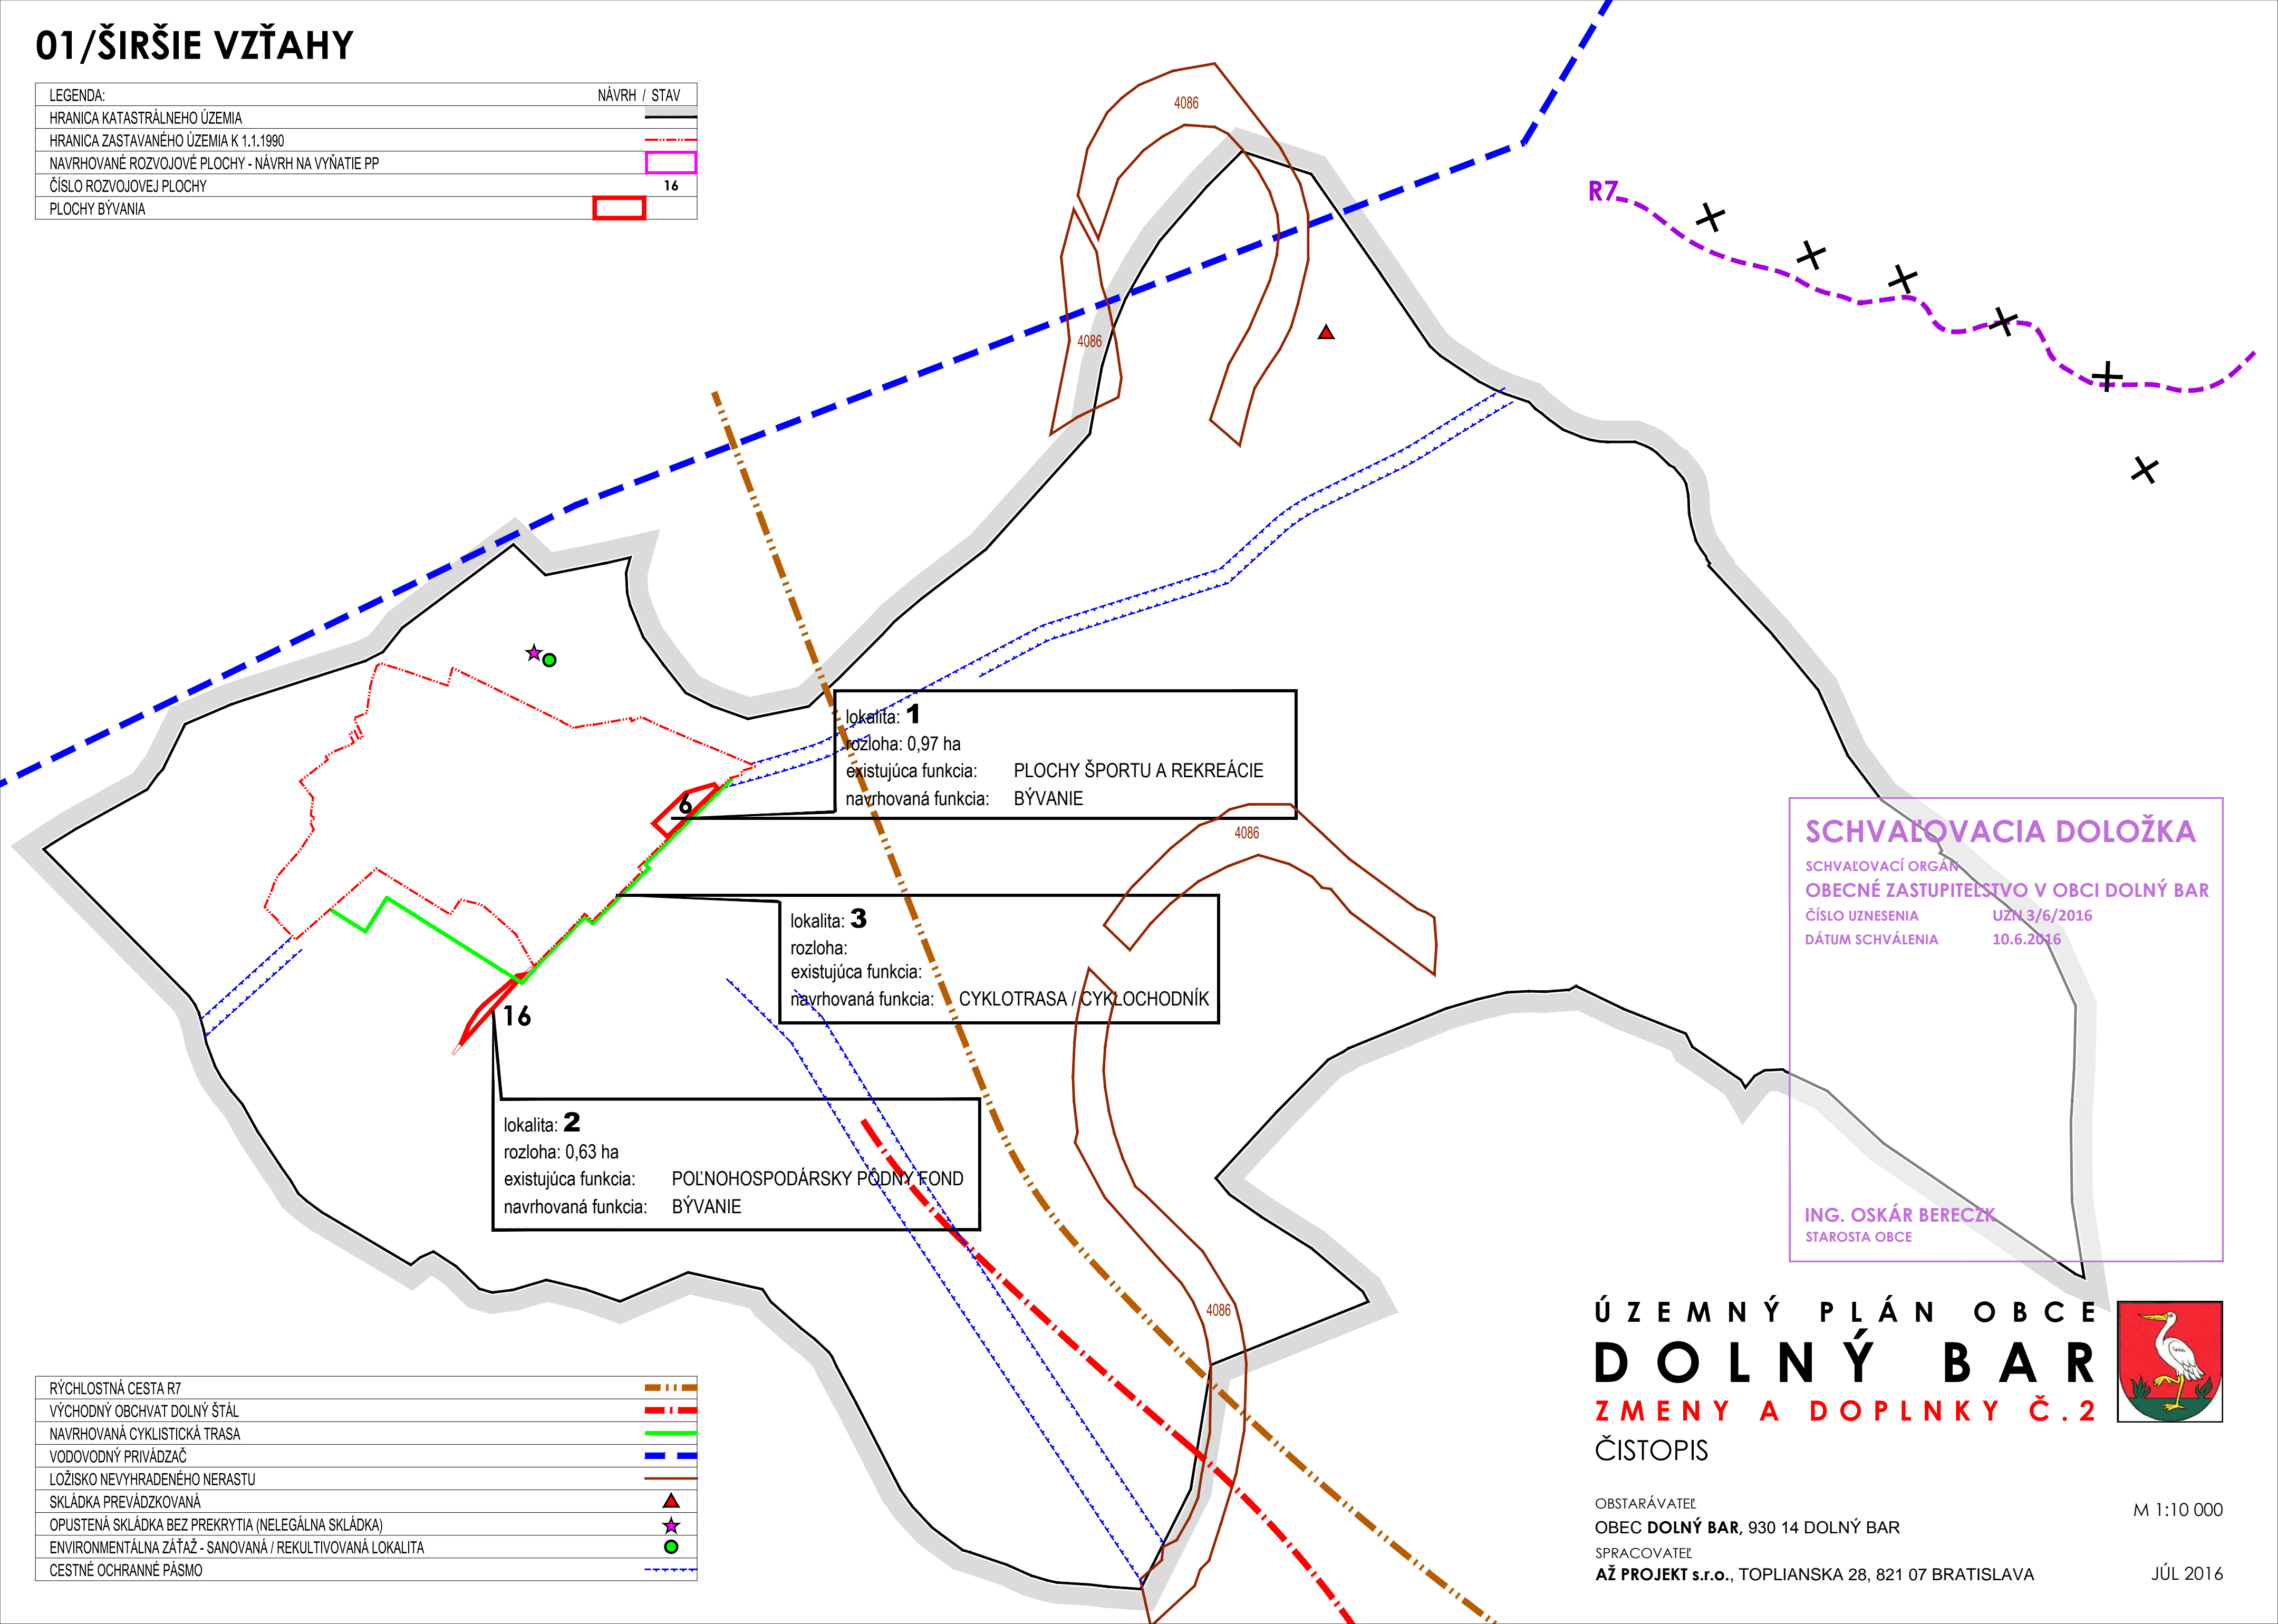 01/ŠIRŠIE VZŤAHY
LEGENDA: NÁVRH / STAV
HRANICA KATASTRÁLNEHO ÚZEMIA
HRANICA ZASTAVANÉHO ÚZEMIA K 1.1.1990
NAVRHOVANÉ ROZVOJOVÉ PLOCHY - NÁVRH NA VYŇATIE PP
ČÍSLO ROZVOJOVEJ PLOCHY 16
PLOCHY BÝVANIA
4086
R7
4086
lokalita: 1
rozloha: 0,97 ha
existujúca funkcia: PLOCHY ŠPORTU A REKREÁCIE
navrhovaná funkcia: BÝVANIE
6
4086
lokalita: 3
rozloha:
existujúca funkcia:
navrhovaná funkcia: CYKLOTRASA / CYKLOCHODNÍK
16
lokalita: 2
rozloha: 0,63 ha
existujúca funkcia: POĽNOHOSPODÁRSKY PÔDNY FOND
navrhovaná funkcia: BÝVANIE
4086
SCHVAĽOVACIA DOLOŽKA
SCHVAĽOVACÍ ORGÁN
OBECNÉ ZASTUPITEĽSTVO V OBCI DOLNÝ BAR
ČÍSLO UZNESENIA UZN 3/6/2016
DÁTUM SCHVÁLENIA 10.6.2016
ING. OSKÁR BERECZK
STAROSTA OBCE
RÝCHLOSTNÁ CESTA R7
VÝCHODNÝ OBCHVAT DOLNÝ ŠTÁL
NAVRHOVANÁ CYKLISTICKÁ TRASA
VODOVODNÝ PRIVÁDZAČ
LOŽISKO NEVYHRADENÉHO NERASTU
SKLÁDKA PREVÁDZKOVANÁ
OPUSTENÁ SKLÁDKA BEZ PREKRYTIA (NELEGÁLNA SKLÁDKA)
ENVIRONMENTÁLNA ZÁŤAŽ - SANOVANÁ / REKULTIVOVANÁ LOKALITA
CESTNÉ OCHRANNÉ PÁSMO
ÚZEMNÝ PLÁN OBCE
DOLNÝ BAR
ZMENY A DOPLNKY Č.2
ČISTOPIS
OBSTARÁVATEĽ
OBEC DOLNÝ BAR, 930 14 DOLNÝ BAR
SPRACOVATEĽ
AŽ PROJEKT s.r.o., TOPLIANSKA 28, 821 07 BRATISLAVA
M 1:10 000
JÚL 2016